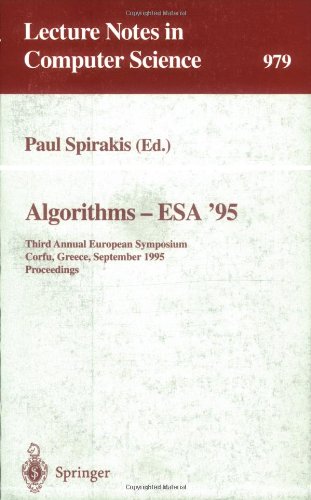 Lecture Notes in
Computer Science 979
Paul Spirakis (Ed.)
Algorithms – ESA '95
Third Annual European Symposium
Corfu, Greece, September 1995
Proceedings
Springer